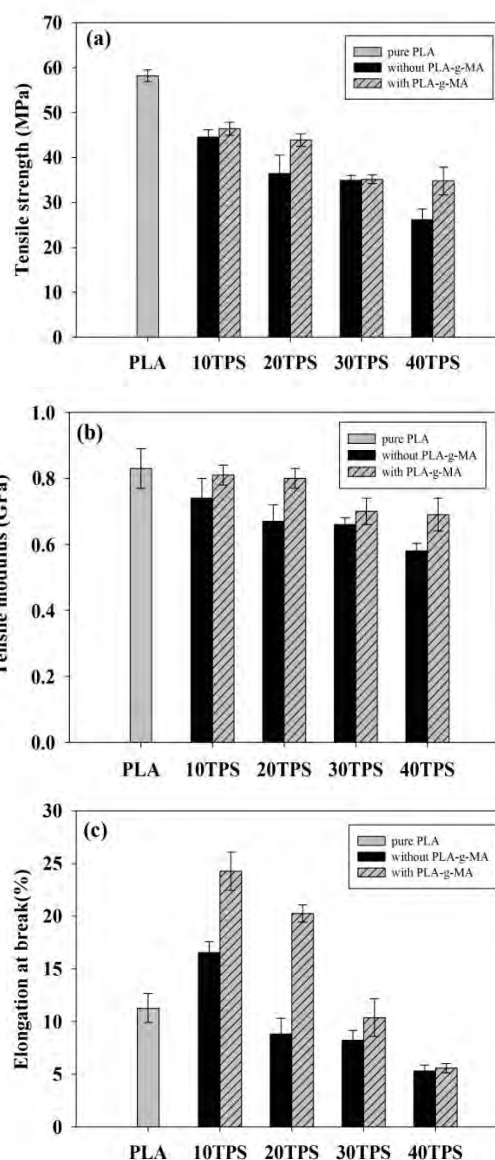 (a)
pure PLA
without PLA-g-MA
with PLA-g-MA
Tensile strength (MPa)
70
60
50
40
30
20
10
0
PLA 10TPS 20TPS 30TPS 40TPS
(b)
pure PLA
without PLA-g-MA
with PLA-g-MA
Tensile modulus (GPa)
1.0
0.8
0.6
0.4
0.2
0.0
PLA 10TPS 20TPS 30TPS 40TPS
(c)
pure PLA
without PLA-g-MA
with PLA-g-MA
Elongation at break(%)
30
25
20
15
10
5
0
PLA 10TPS 20TPS 30TPS 40TPS